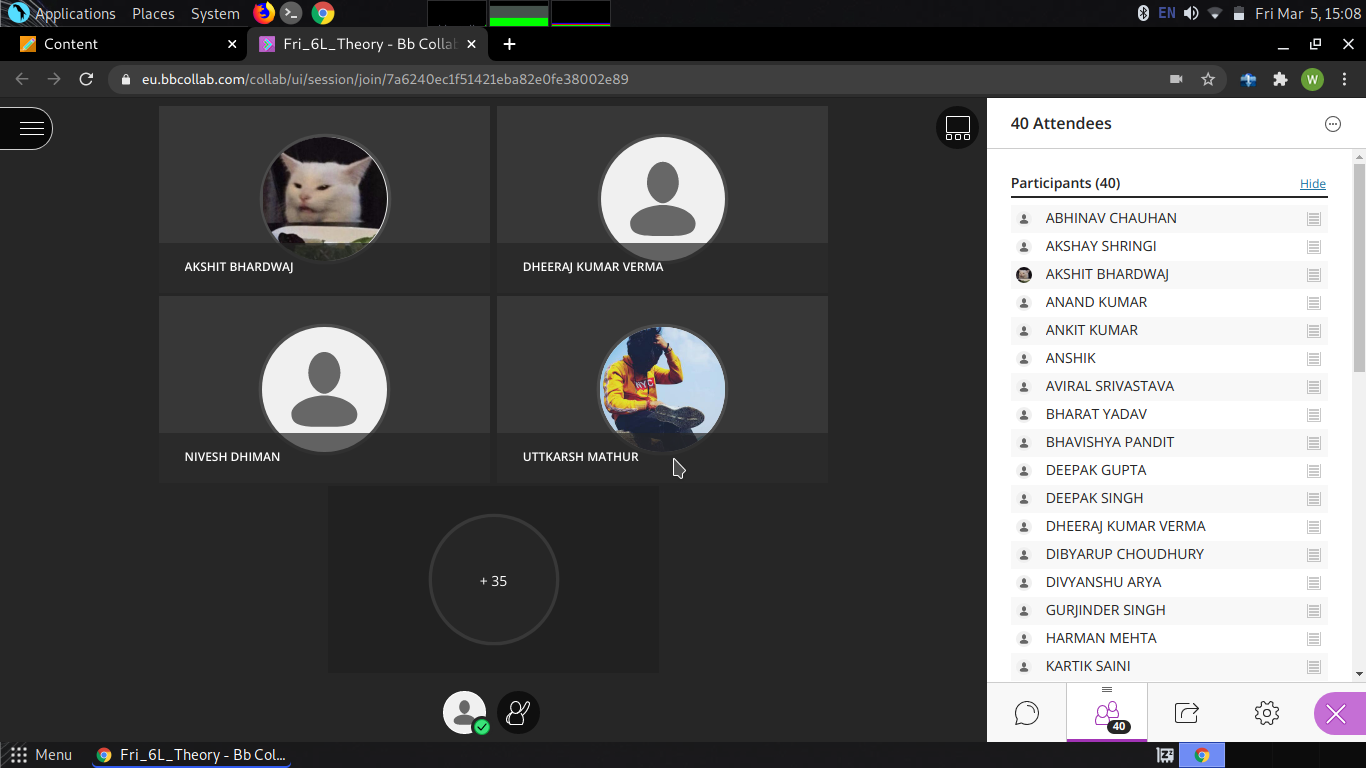 Applications Places System EN Fri Mar 5, 15:08
Content Fri_6L_Theory - Bb Collab
eu.bbcollab.com/collab/ui/session/join/7a6240ec1f51421eba82e0fe38002e89 W
AKSHIT BHARDWAJ
DHEERAJ KUMAR VERMA
NIVESH DHIMAN
UTTKARSH MATHUR
+ 35
40 Attendees
Participants (40) Hide
ABHINAV CHAUHAN
AKSHAY SHRINGI
AKSHIT BHARDWAJ
ANAND KUMAR
ANKIT KUMAR
ANSHIK
AVIRAL SRIVASTAVA
BHARAT YADAV
BHAVISHYA PANDIT
DEEPAK GUPTA
DEEPAK SINGH
DHEERAJ KUMAR VERMA
DIBYARUP CHOUDHURY
DIVYANSHU ARYA
GURJINDER SINGH
HARMAN MEHTA
KARTIK SAINI
40
Menu Fri_6L_Theory - Bb Col...